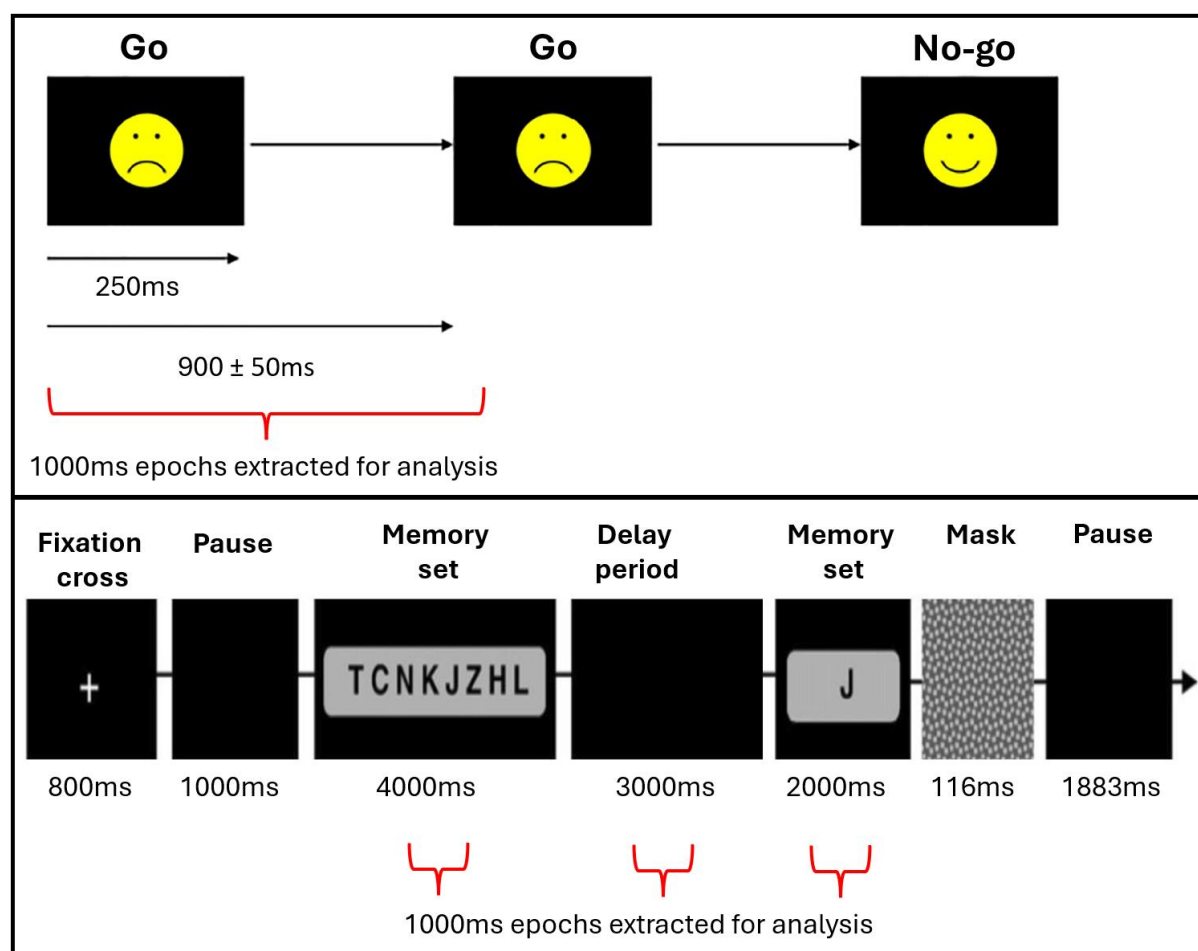 Go
Go
No-go
250ms
900 ± 50ms
1000ms epochs extracted for analysis
Fixation
cross
Pause
Memory
set
Delay
period
Memory
set
Mask
Pause
TCNKJZHL
J
800ms
1000ms
4000ms
3000ms
2000ms
116ms
1883ms
1000ms epochs extracted for analysis